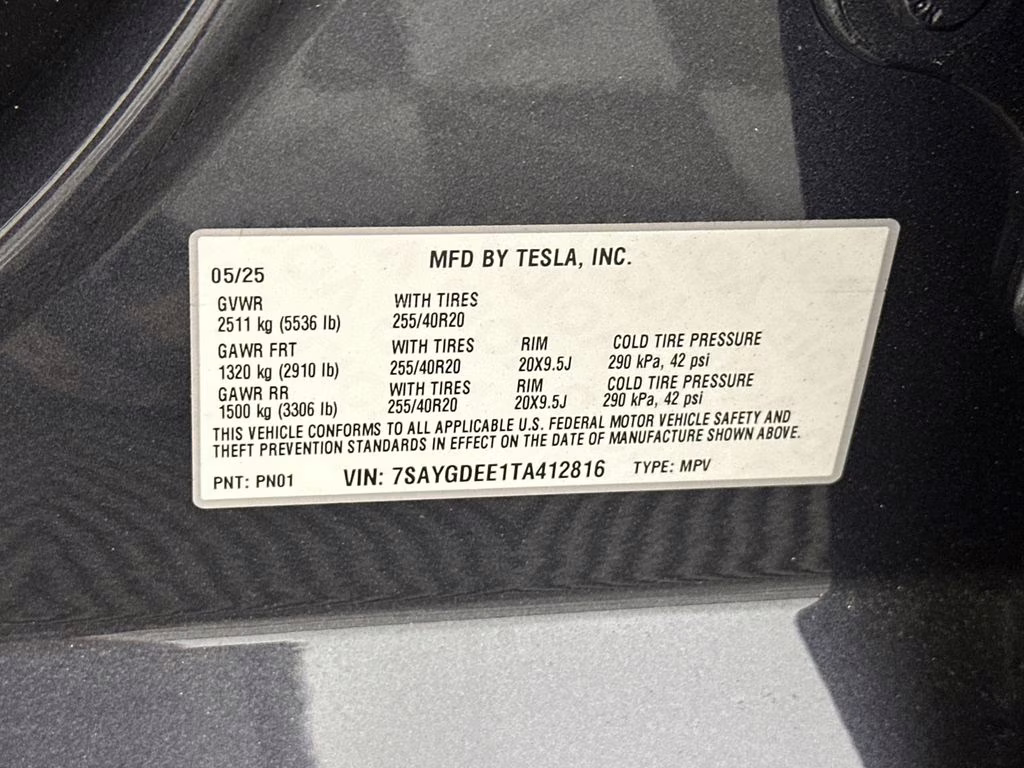 MFD BY TESLA, INC.
05/25
GVWR WITH TIRES
2511 kg (5536 lb) 255/40R20
GAWR FRT WITH TIRES RIM COLD TIRE PRESSURE
1320 kg (2910 lb) 255/40R20 20X9.5J 290 kPa, 42 psi
GAWR RR WITH TIRES RIM COLD TIRE PRESSURE
1500 kg (3306 lb) 255/40R20 20X9.5J 290 kPa, 42 psi
THIS VEHICLE CONFORMS TO ALL APPLICABLE U.S. FEDERAL MOTOR VEHICLE SAFETY AND
THEFT PREVENTION STANDARDS IN EFFECT ON THE DATE OF MANUFACTURE SHOWN ABOVE.
PNT: PN01 VIN: 7SAYGDEE1TA412816 TYPE: MPV